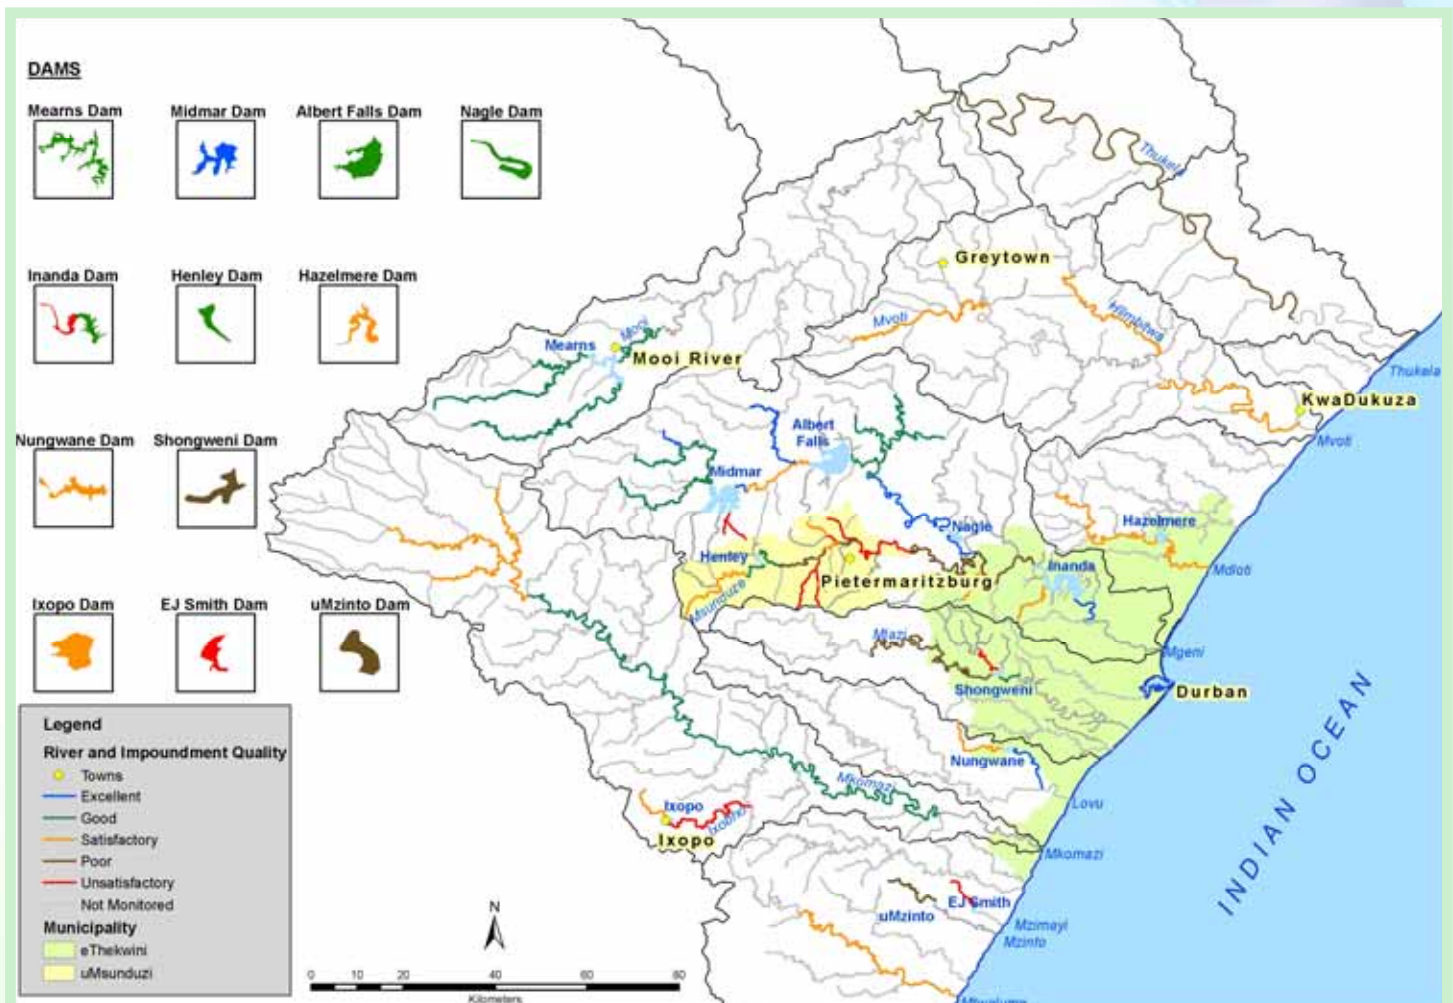 DAMS
Mearns Dam
Midmar Dam
Albert Falls Dam
Nagle Dam
Inanda Dam
Henley Dam
Hazelmere Dam
Nungwane Dam
Shongweni Dam
Ixopo Dam
EJ Smith Dam
uMzinto Dam
Legend
River and Impoundment Quality
Towns
Excellent
Good
Satisfactory
Poor
Unsatisfactory
Not Monitored
Municipality
eThekwini
uMsunduzi
Thukela
Greytown
Mvoti
Hlimbitwa
Mooi
Mearns
Mooi River
Thukela
KwaDukuza
Mvoti
Albert
Falls
Midmar
Nagle
Hazelmere
Henley
Pietermaritzburg
Inanda
Mdloti
Msunduze
Mlazi
Mgeni
Shongweni
Durban
Nungwane
Mkomazi
Lovu
Ixopo
Ixopo
Mkomazi
EJ Smith
uMzinto
Mzimayi
Mzinto
INDIAN OCEAN
N
0 10 20 40 60 80
Kilometers